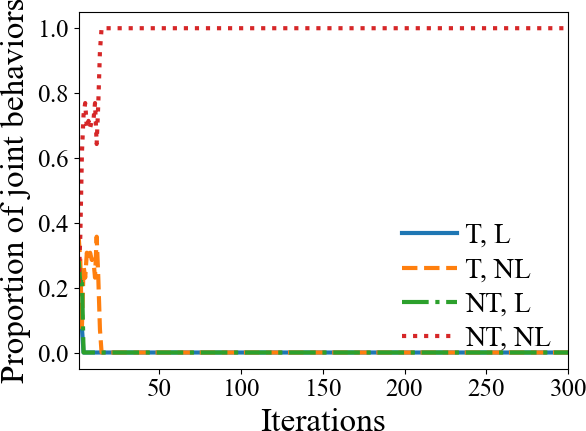 Proportion of joint behaviors
1.0
0.8
0.6
0.4
0.2
0.0
T, L
T, NL
NT, L
NT, NL
50 100 150 200 250 300
Iterations